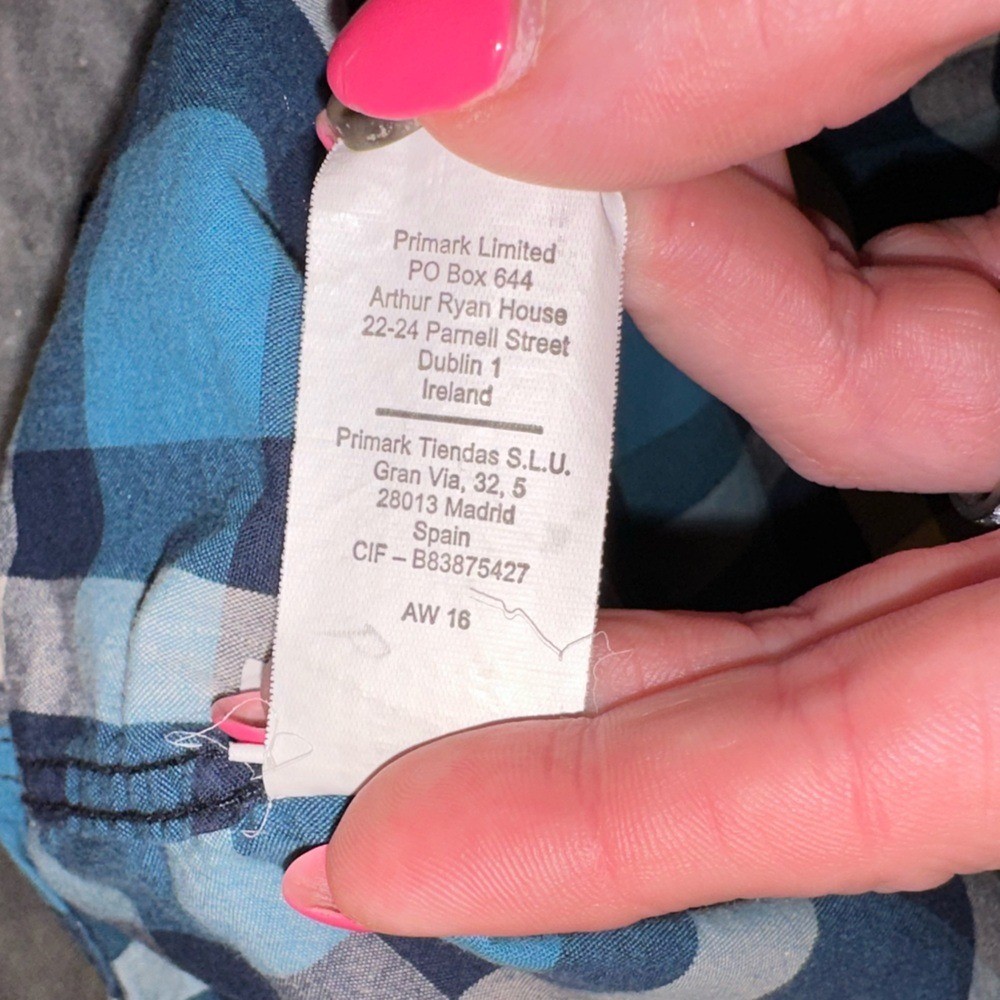 Primark Limited
PO Box 644
Arthur Ryan House
22-24 Parnell Street
Dublin 1
Ireland
Primark Tiendas S.L.U.
Gran Via, 32, 5
28013 Madrid
Spain
CIF – B83875427
AW 16